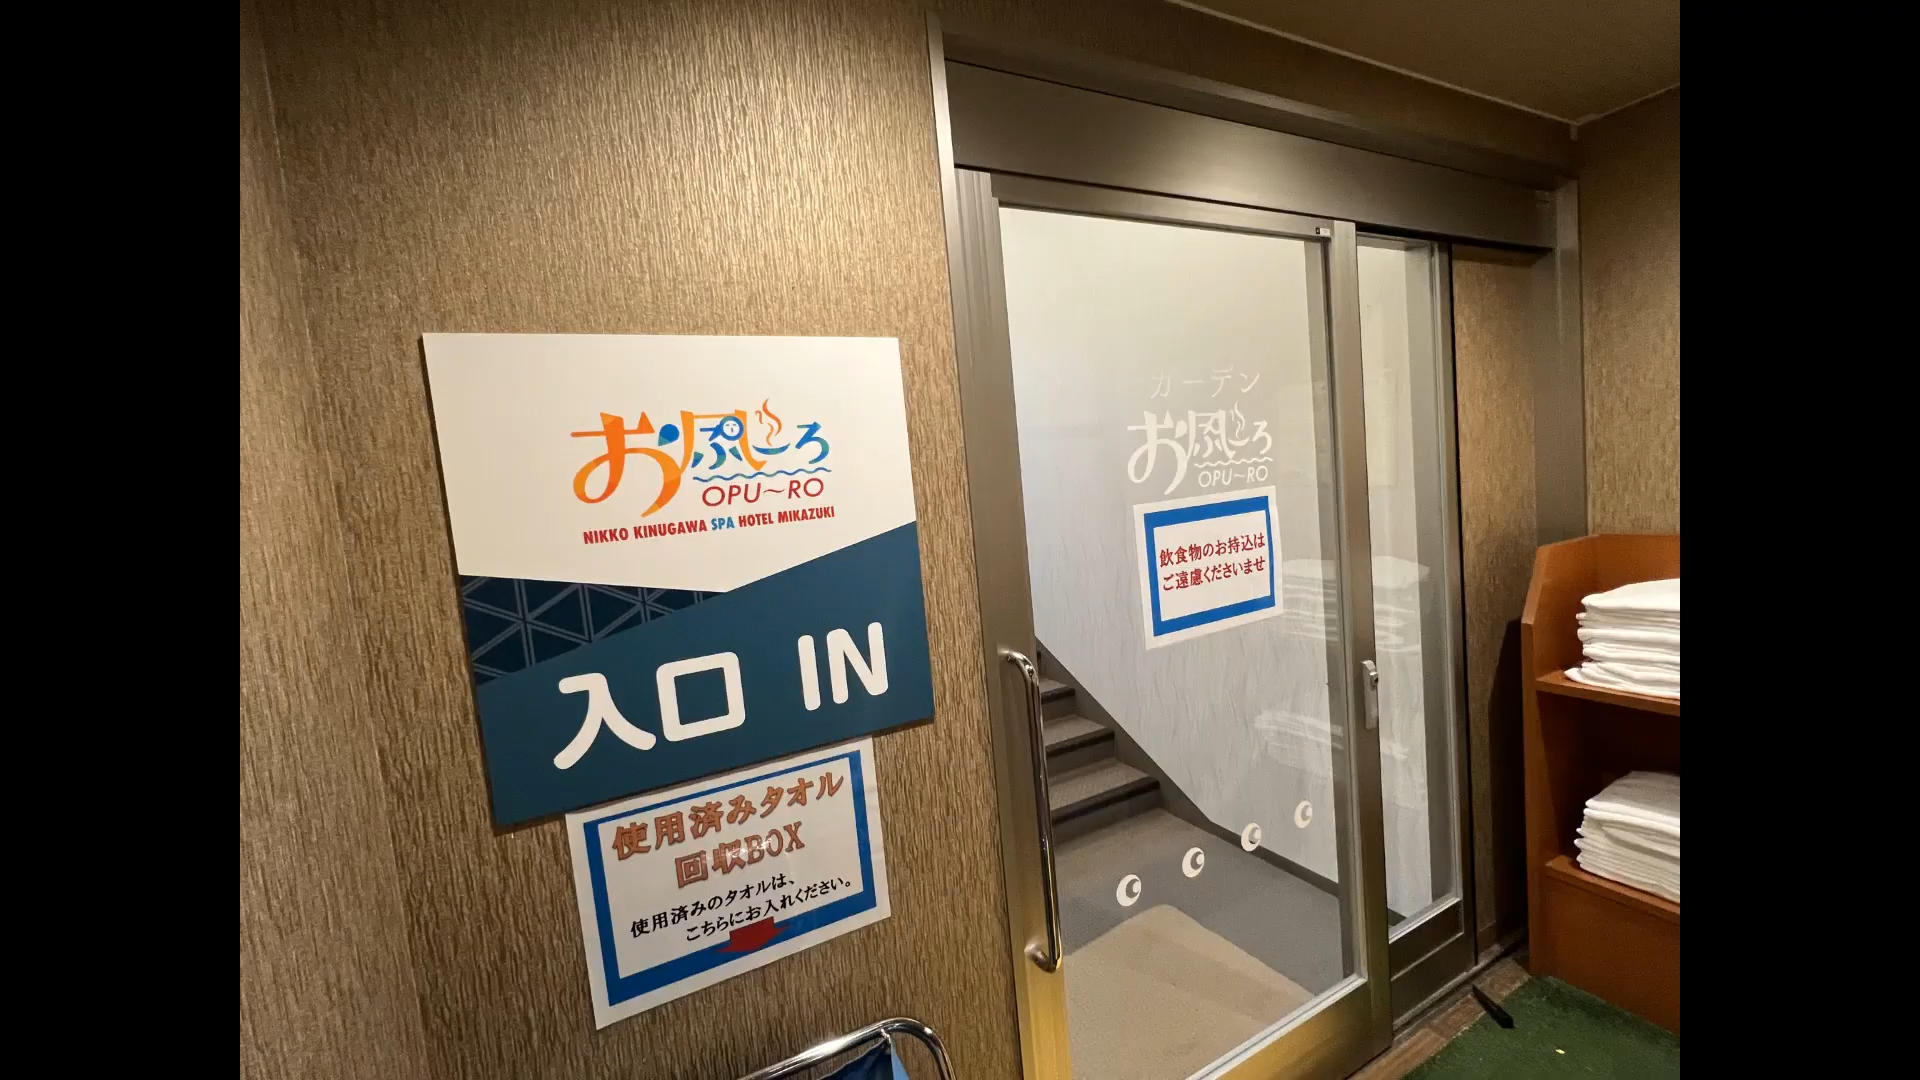 お風ろ
OPU～RO
NIKKO KINUGAWA SPA HOTEL MIKAZUKI
入口 IN
使用済みタオル
回収BOX
使用済みのタオルは、
こちらにお入れください。
ガーデン
お風ろ
OPU～RO
飲食物のお持込は
ご遠慮くださいませ